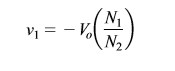 v₁ = −Vₒ(N₁/N₂)